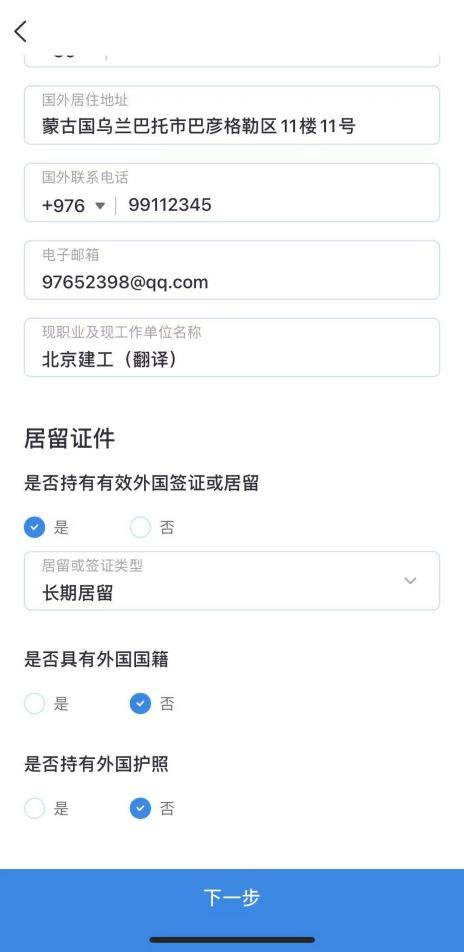 国外居住地址
蒙古国乌兰巴托市巴彦格勒区11楼11号
国外联系电话
+976 99112345
电子邮箱
97652398@qq.com
现职业及现工作单位名称
北京建工（翻译）
居留证件
是否持有有效外国签证或居留
是 否
居留或签证类型
长期居留
是否具有外国国籍
是 否
是否持有外国护照
是 否
下一步